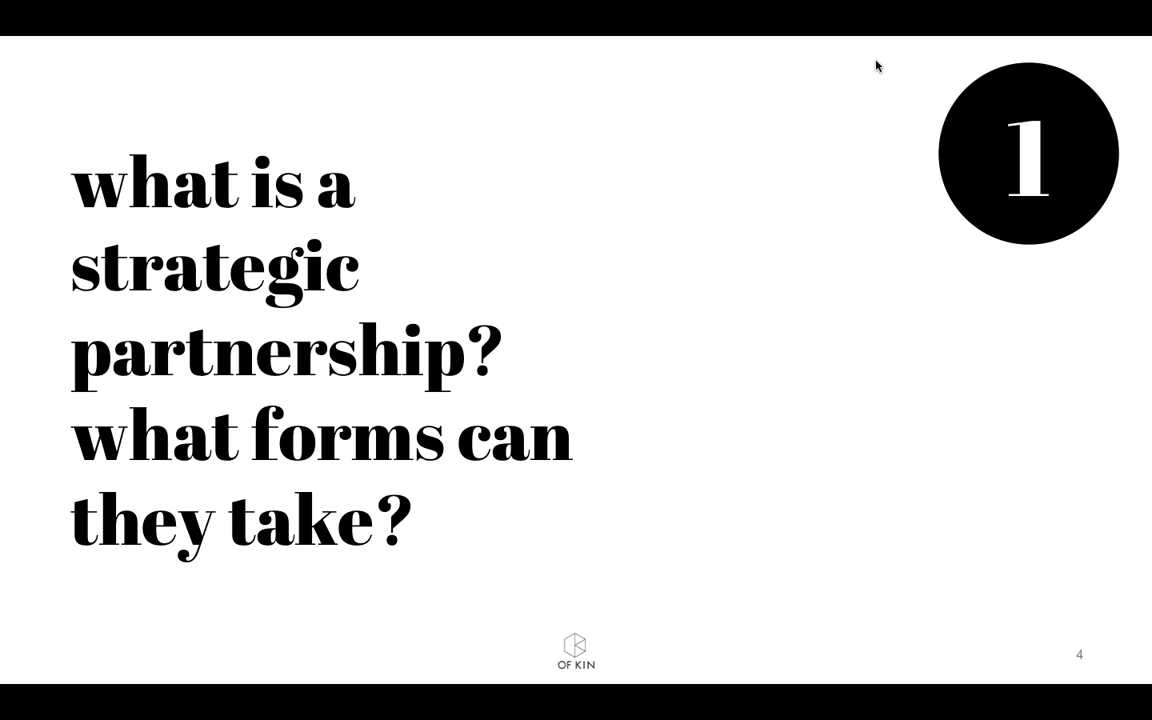 1
what is a
strategic
partnership?
what forms can
they take?
OF KIN
4